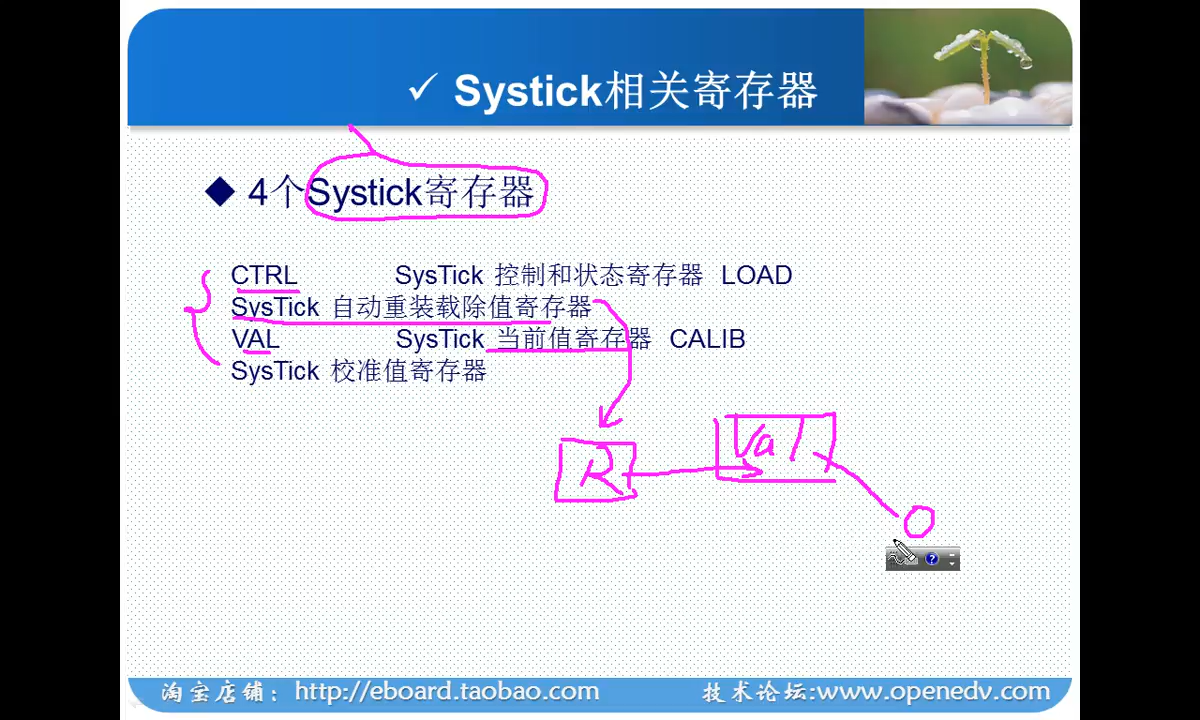 ✓ Systick相关寄存器
◆ 4个Systick寄存器
CTRL SysTick 控制和状态寄存器 LOAD
SysTick 自动重装载除值寄存器
VAL SysTick 当前值寄存器 CALIB
SysTick 校准值寄存器
R
Val
0
淘宝店铺：http://eboard.taobao.com 技术论坛:www.openedv.com